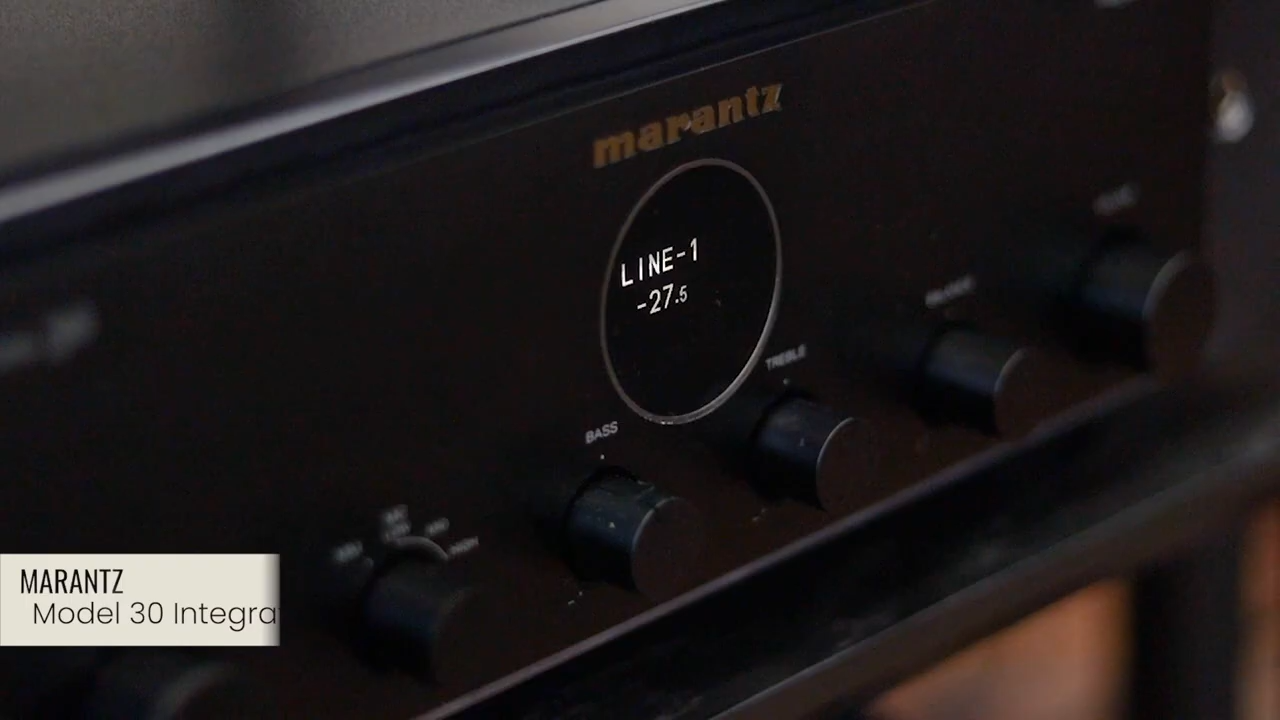 marantz
LINE-1
-27.5
TREBLE
BASS
MARANTZ
Model 30 Integra